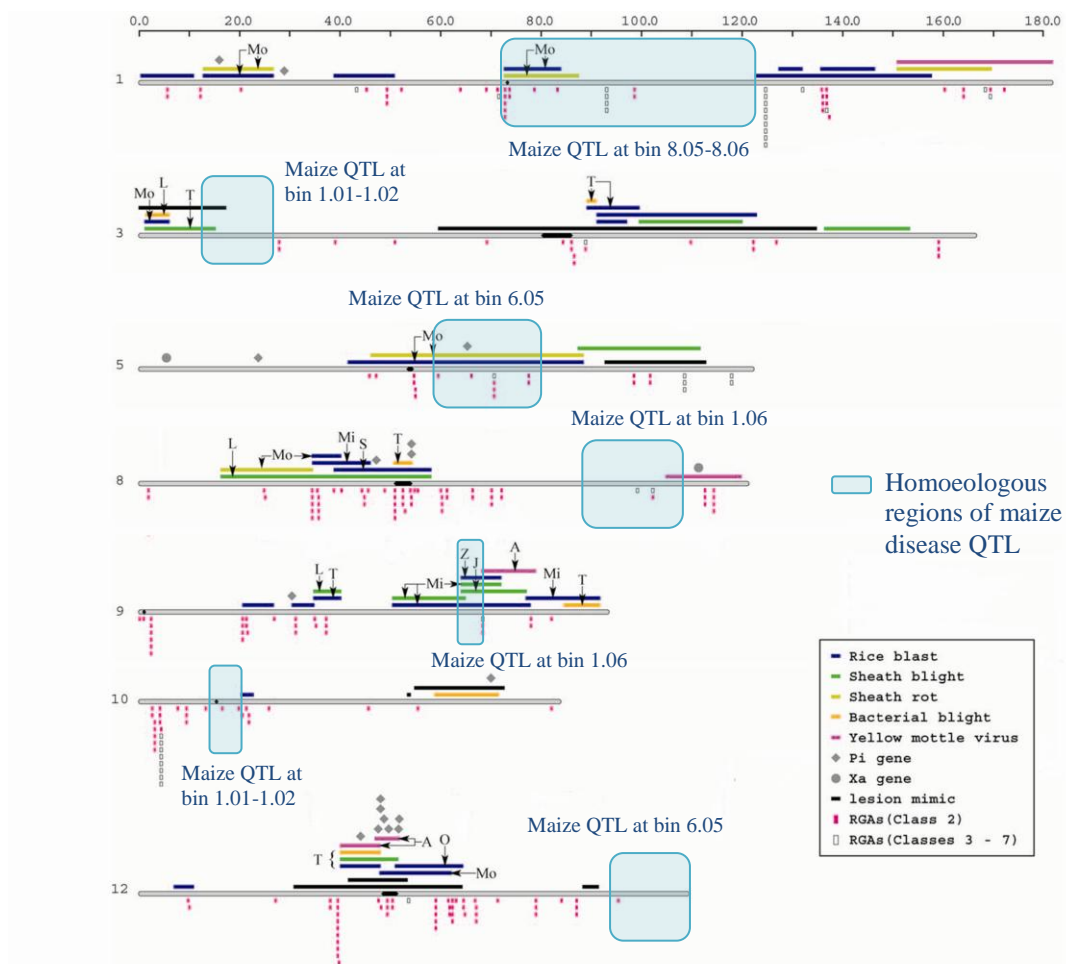 0.0 20.0 40.0 60.0 80.0 100.0 120.0 140.0 160.0 180.0
Mo Mo
1
Maize QTL at bin 8.05-8.06
Maize QTL at
bin 1.01-1.02
Mo L T T
3
Maize QTL at bin 6.05
Mo
5
Maize QTL at bin 1.06
L Mo Mi S T
8
Homoeologous
regions of maize
disease QTL
L T Mi Z J A Mi T
9
Maize QTL at bin 1.06
10
Maize QTL at
bin 1.01-1.02
Maize QTL at bin 6.05
T { A O Mo
12
Rice blast
Sheath blight
Sheath rot
Bacterial blight
Yellow mottle virus
Pi gene
Xa gene
lesion mimic
RGAs(Class 2)
RGAs(Classes 3 - 7)